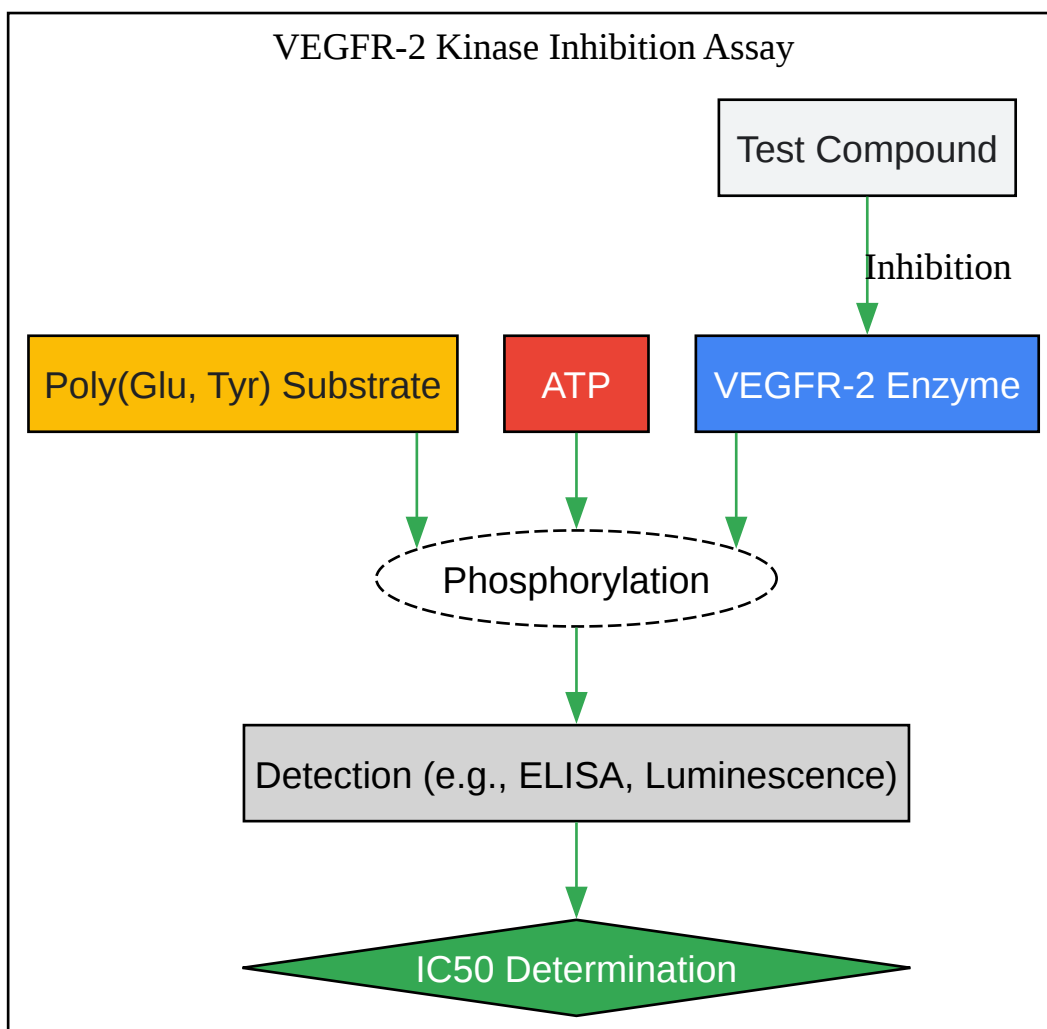 VEGFR-2 Kinase Inhibition Assay
Test Compound
Inhibition
Poly(Glu, Tyr) Substrate
ATP
VEGFR-2 Enzyme
Phosphorylation
Detection (e.g., ELISA, Luminescence)
IC50 Determination